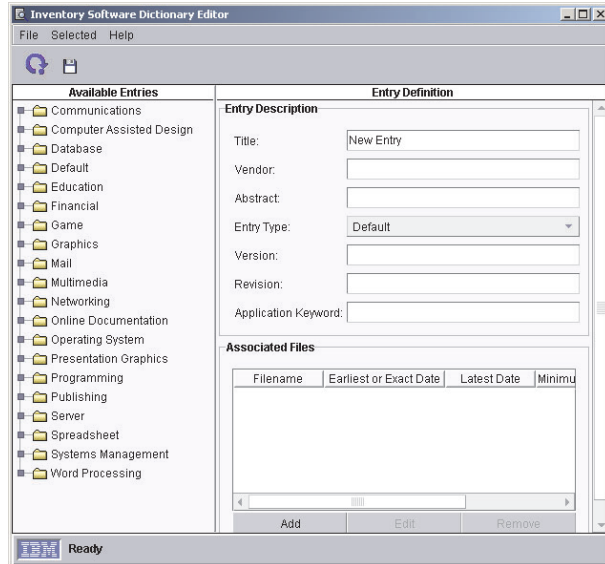 Inventory Software Dictionary Editor
File Selected Help
Available Entries
Communications
Computer Assisted Design
Database
Default
Education
Financial
Game
Graphics
Mail
Multimedia
Networking
Online Documentation
Operating System
Presentation Graphics
Programming
Publishing
Server
Spreadsheet
Systems Management
Word Processing
Entry Definition
Entry Description
Title: New Entry
Vendor:
Abstract:
Entry Type: Default
Version:
Revision:
Application Keyword:
Associated Files
Filename Earliest or Exact Date Latest Date Minimu
Add Edit Remove
IBM Ready